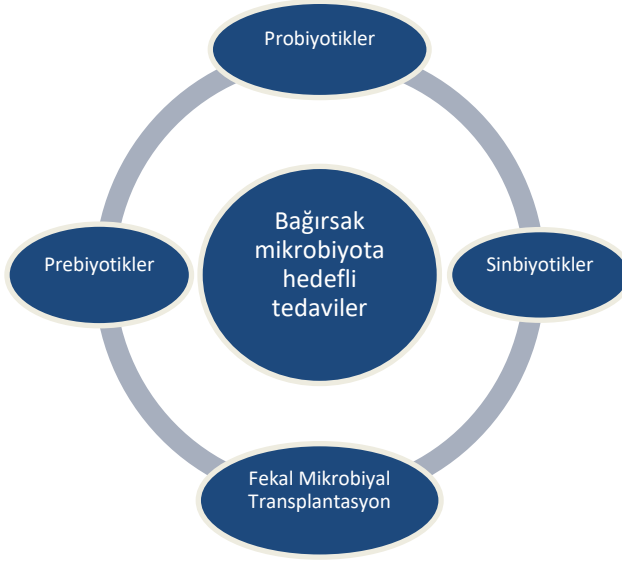 Probiyotikler
Bağırsak
mikrobiyota
hedefli
tedaviler
Prebiyotikler
Sinbiyotikler
Fekal Mikrobiyal
Transplantasyon